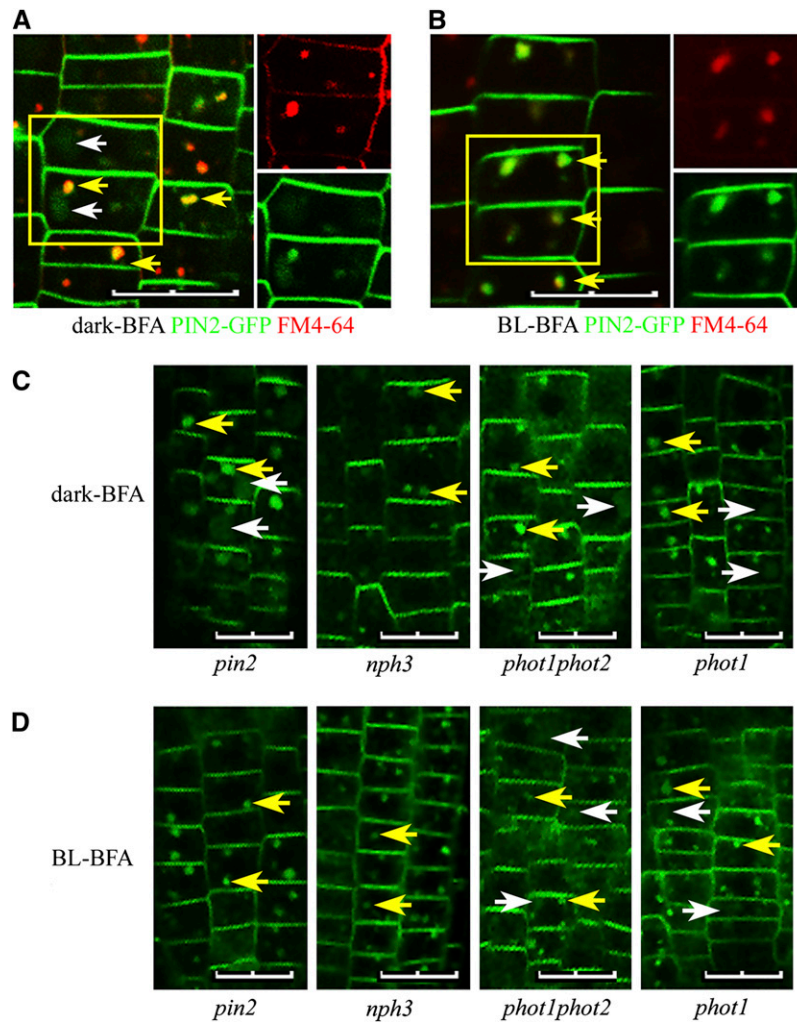 A
B
dark-BFA PIN2-GFP FM4-64
BL-BFA PIN2-GFP FM4-64
C
dark-BFA
pin2 nph3 phot1phot2 phot1
D
BL-BFA
pin2 nph3 phot1phot2 phot1